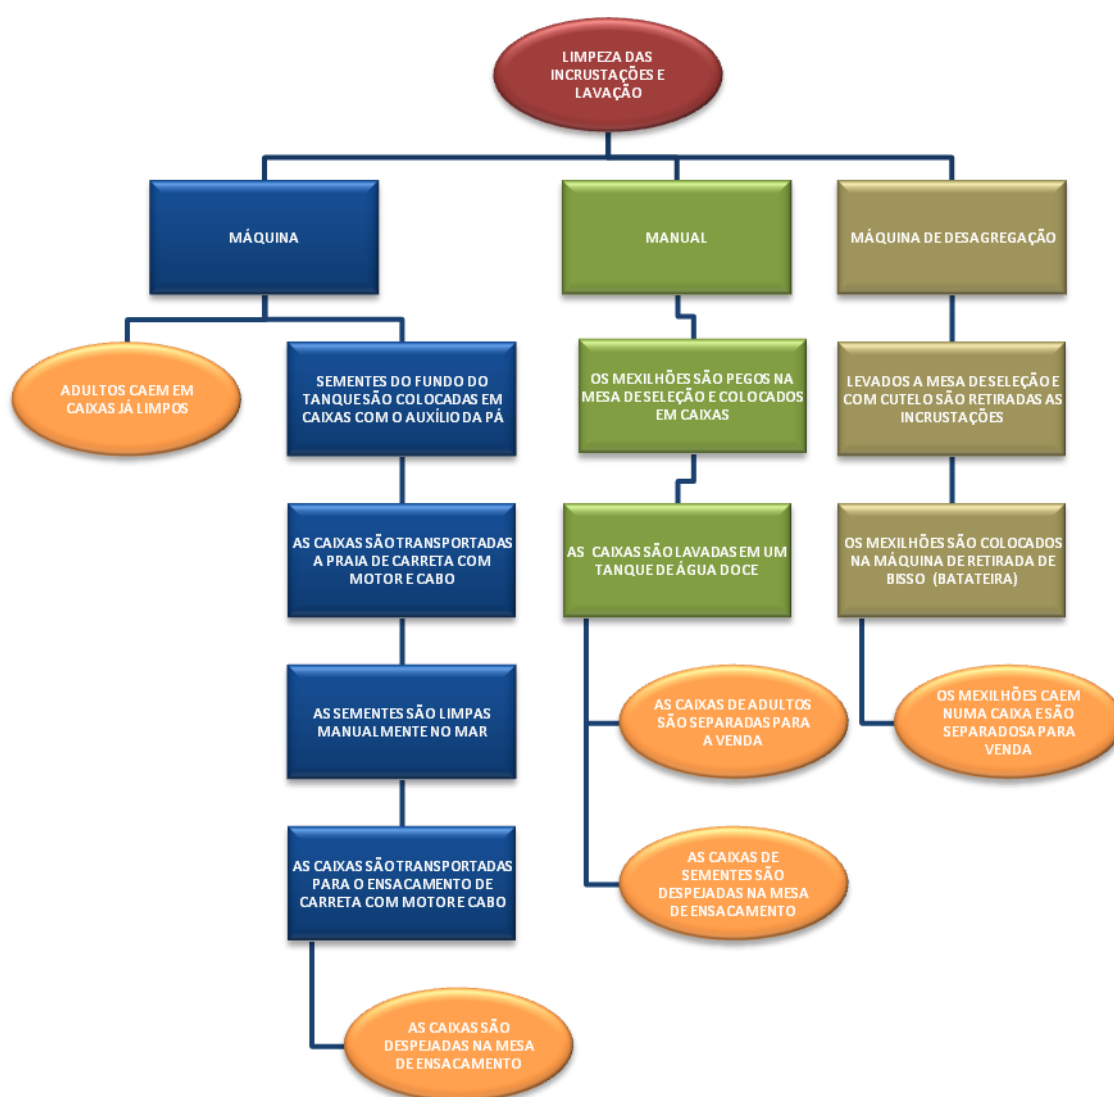 LIMPEZA DAS
INCRUSTAÇÕES E
LAVAÇÃO
MÁQUINA
ADULTOS CAEM EM
CAIXAS JÁ LIMPOS
SEMENTES DO FUNDO DO
TANQUE SÃO COLOCADAS EM
CAIXAS COM O AUXÍLIO DA PÁ
AS CAIXAS SÃO TRANSPORTADAS
A PRAIA DE CARRETA COM
MOTOR E CABO
AS SEMENTES SÃO LIMPAS
MANUALMENTE NO MAR
AS CAIXAS SÃO TRANSPORTADAS
PARA O ENSACAMENTO DE
CARRETA COM MOTOR E CABO
AS CAIXAS SÃO
DESPEJADAS NA MESA
DE ENSACAMENTO
MANUAL
OS MEXILHÕES SÃO PEGOS NA
MESA DE SELEÇÃO E COLOCADOS
EM CAIXAS
AS CAIXAS SÃO LAVADAS EM UM
TANQUE DE ÁGUA DOCE
AS CAIXAS DE ADULTOS
SÃO SEPARADAS PARA
A VENDA
AS CAIXAS DE
SEMENTES SÃO
DESPEJADAS NA MESA
DE ENSACAMENTO
MÁQUINA DE DESAGREGAÇÃO
LEVADOS A MESA DE SELEÇÃO E
COM CUTELO SÃO RETIRADAS AS
INCRUSTAÇÕES
OS MEXILHÕES SÃO COLOCADOS
NA MÁQUINA DE RETIRADA DE
BISSO (BATATEIRA)
OS MEXILHÕES CAEM
NUMA CAIXA E SÃO
SEPARADOSA PARA
VENDA